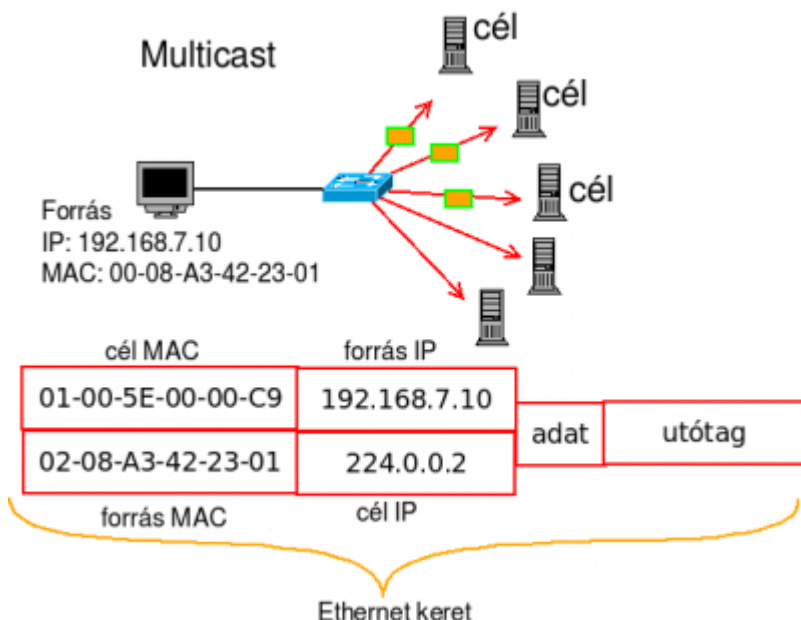 Multicast
cél
cél
cél
Forrás
IP: 192.168.7.10
MAC: 00-08-A3-42-23-01
cél MAC
forrás IP
01-00-5E-00-00-C9
192.168.7.10
adat
utótag
02-08-A3-42-23-01
224.0.0.2
forrás MAC
cél IP
Ethernet keret